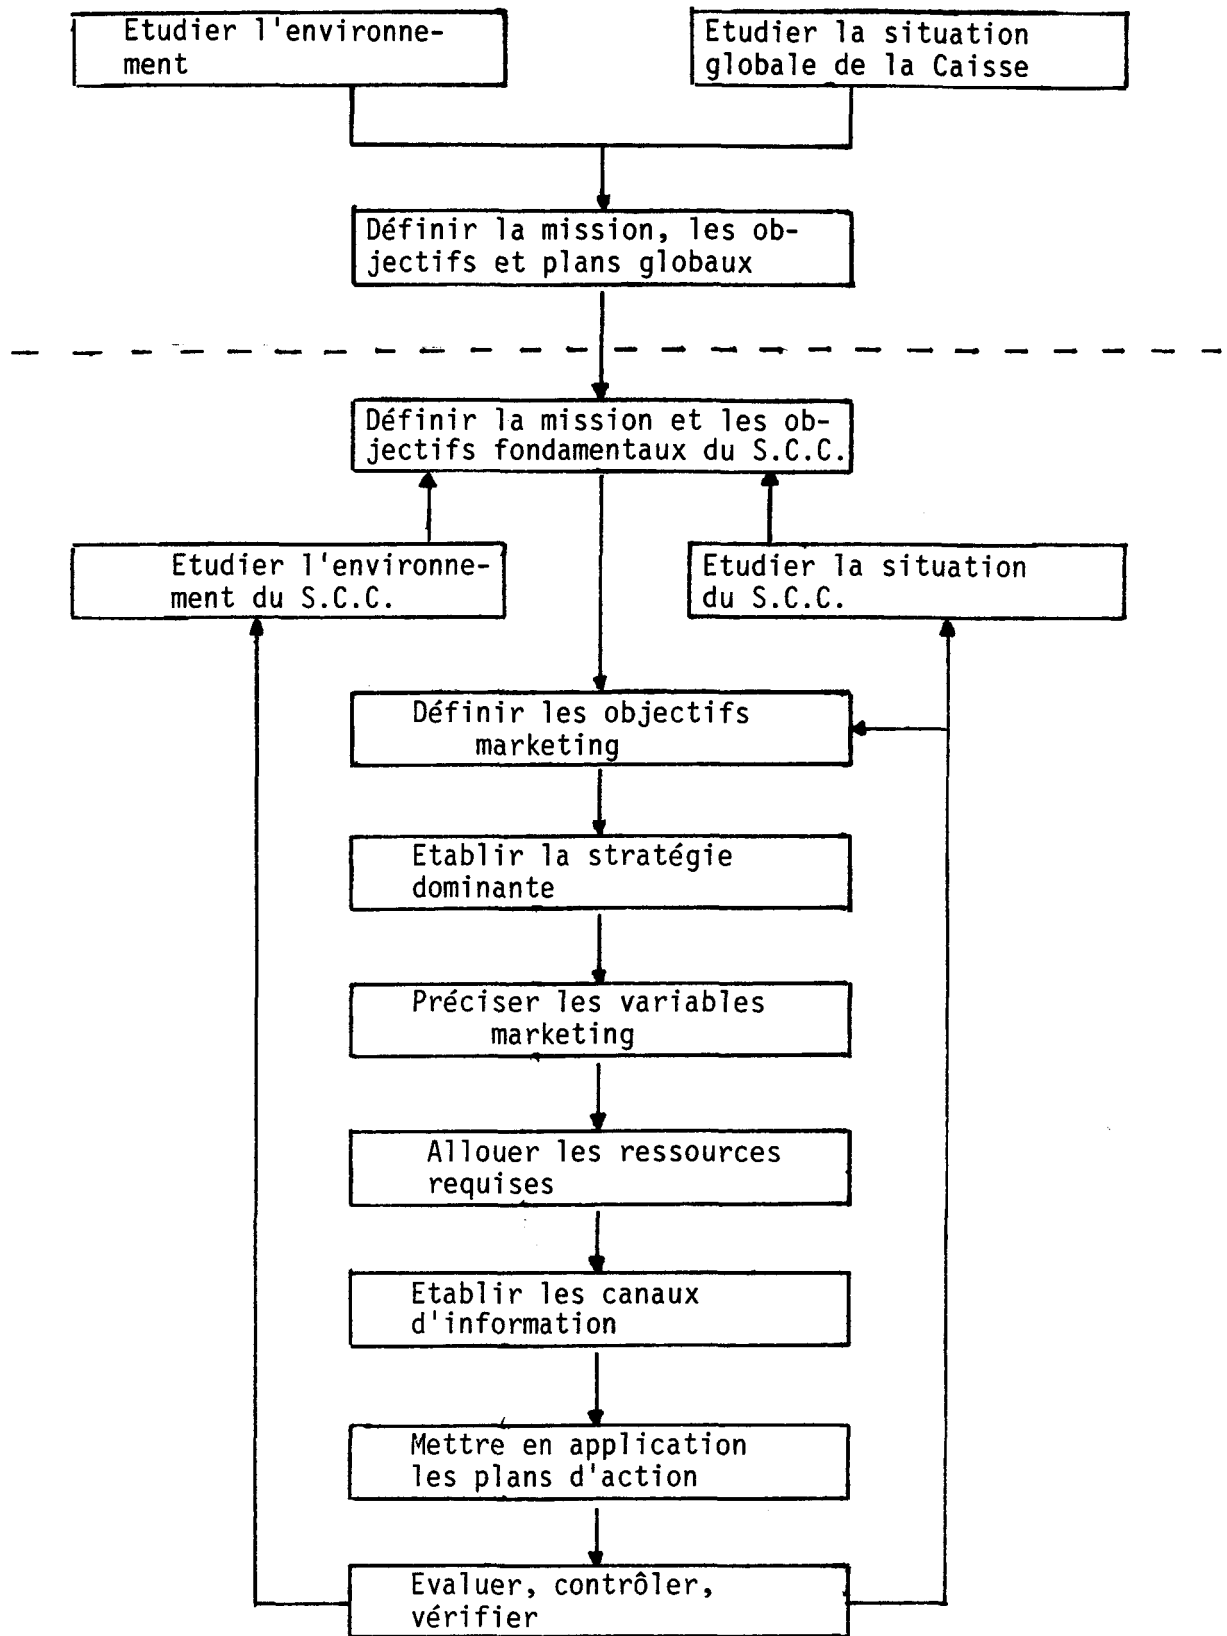 Etudier l'environne-
ment
Etudier la situation
globale de la Caisse
Définir la mission, les ob-
jectifs et plans globaux
Définir la mission et les ob-
jectifs fondamentaux du S.C.C.
Etudier l'environne-
ment du S.C.C.
Etudier la situation
du S.C.C.
Définir les objectifs
marketing
Etablir la stratégie
dominante
Préciser les variables
marketing
Allouer les ressources
requises
Etablir les canaux
d'information
Mettre en application
les plans d'action
Evaluer, contrôler,
vérifier